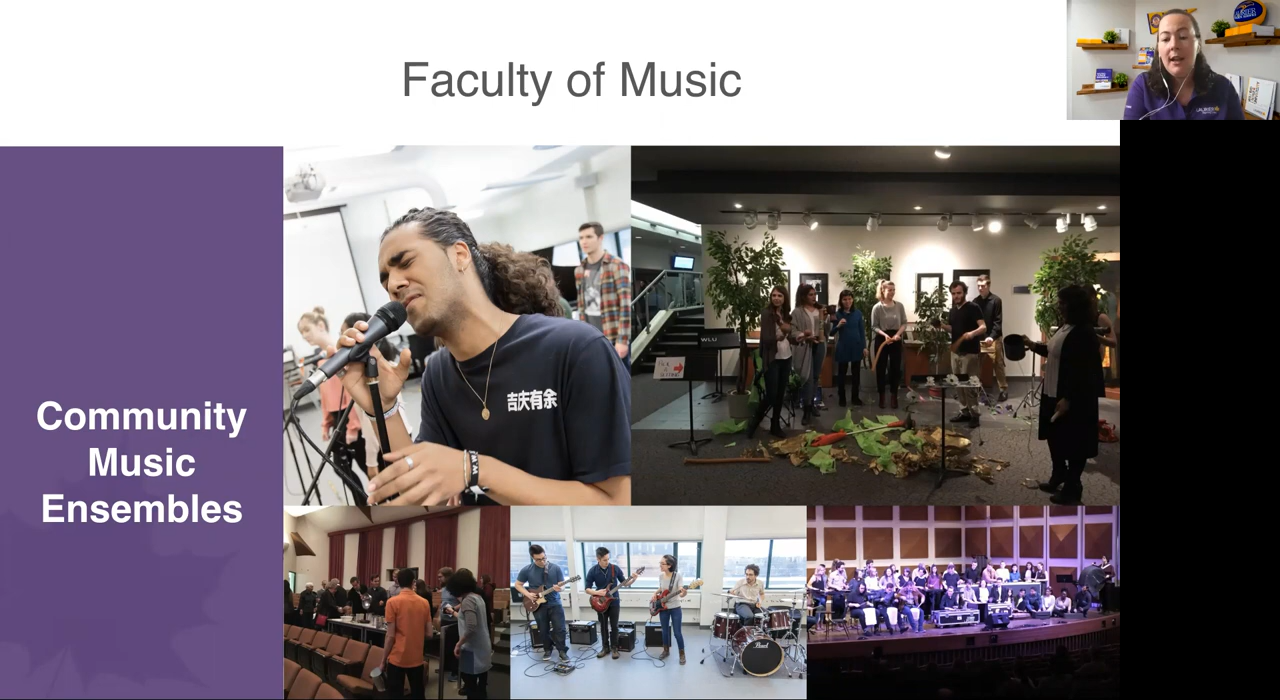 Faculty of Music
Community
Music
Ensembles
吉庆有余
WLU
Pearl